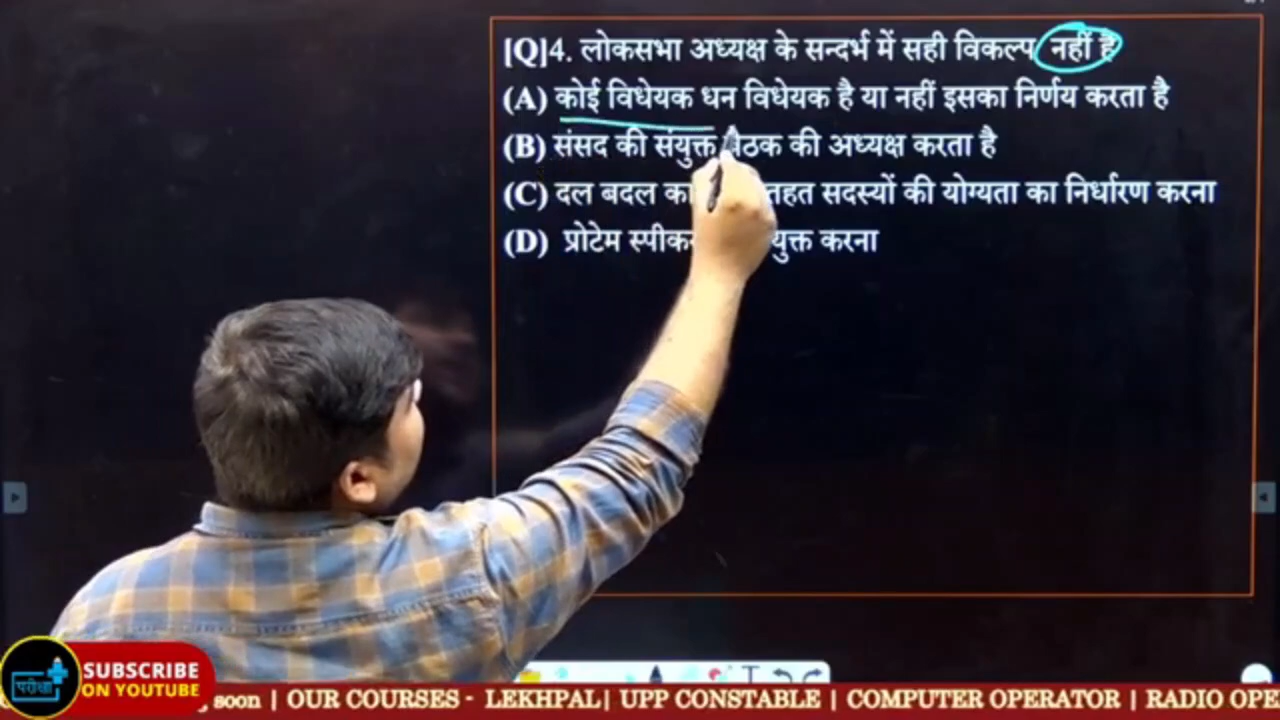 [Q]4. लोकसभा अध्यक्ष के सन्दर्भ में सही विकल्प नहीं है
(A) कोई विधेयक धन विधेयक है या नहीं इसका निर्णय करता है
(B) संसद की संयुक्त बैठक की अध्यक्ष करता है
(C) दल बदल तहत सदस्यों की योग्यता का निर्धारण करना
(D) प्रोटेम करना
परीक्षा
SUBSCRIBE
ON YOUTUBE
soon | OUR COURSES - LEKHPAL| UPP CONSTABLE | COMPUTER OPERATOR | RADIO